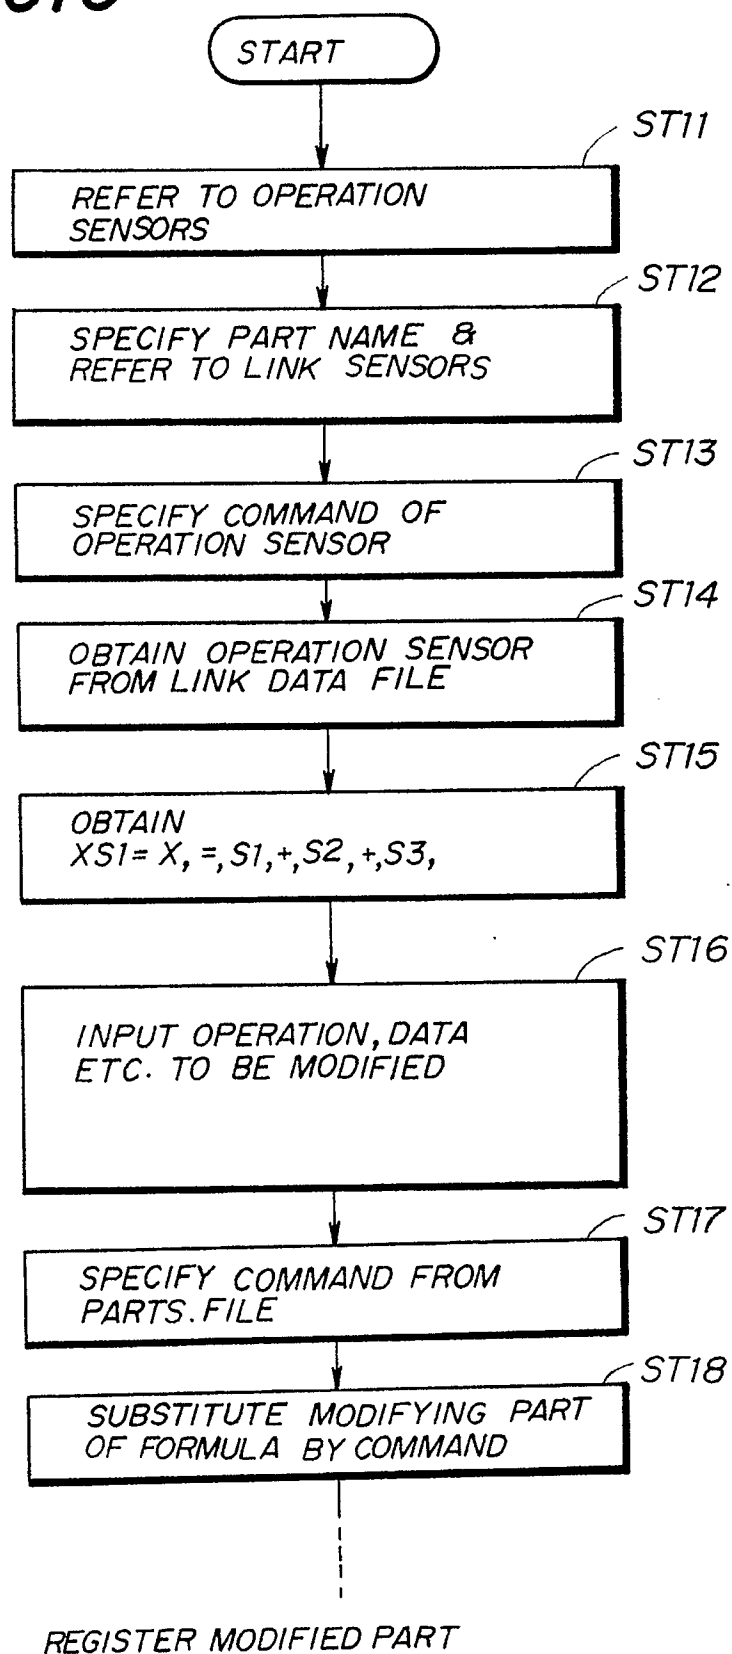 START
ST11
REFER TO OPERATION
SENSORS
ST12
SPECIFY PART NAME &
REFER TO LINK SENSORS
ST13
SPECIFY COMMAND OF
OPERATION SENSOR
ST14
OBTAIN OPERATION SENSOR
FROM LINK DATA FILE
ST15
OBTAIN
XS1= X, =, S1, +, S2, +, S3,
ST16
INPUT OPERATION, DATA
ETC. TO BE MODIFIED
ST17
SPECIFY COMMAND FROM
PARTS. FILE
ST18
SUBSTITUTE MODIFYING PART
OF FORMULA BY COMMAND
REGISTER MODIFIED PART